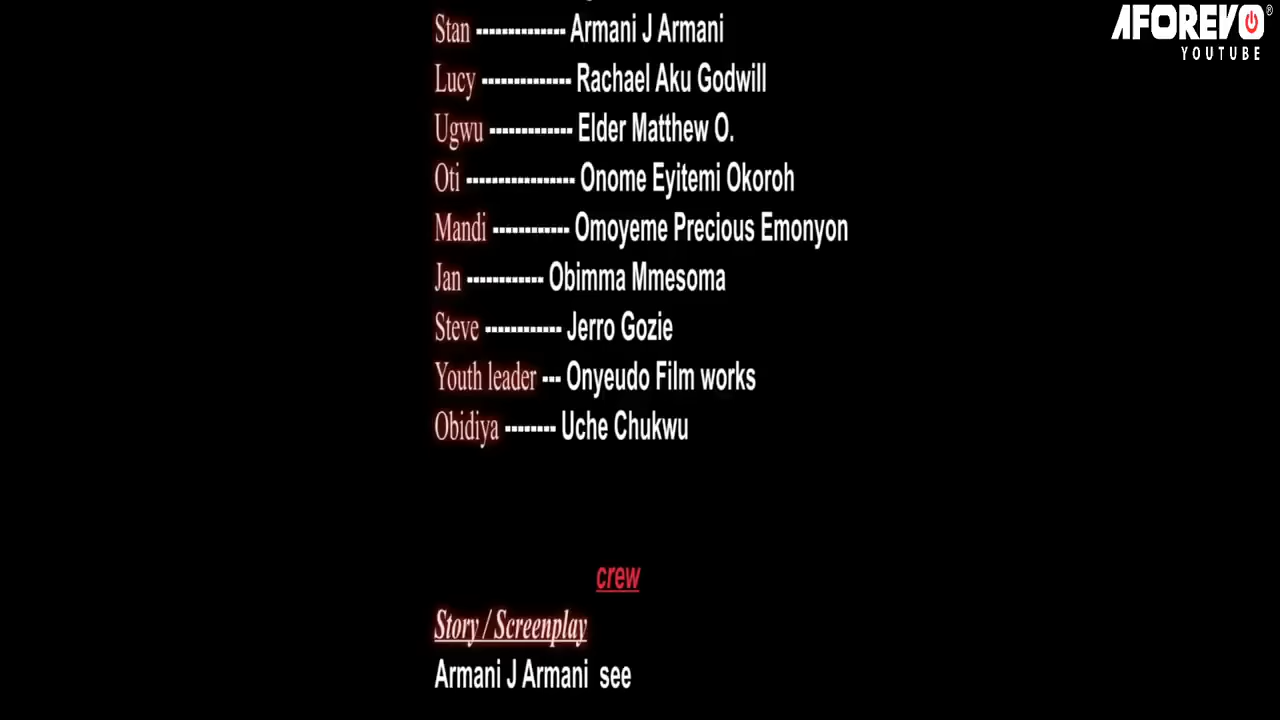 AFOREVO®
YOUTUBE
Stan -------------- Armani J Armani
Lucy -------------- Rachael Aku Godwill
Ugwu ------------- Elder Matthew O.
Oti ----------------- Onome Eyitemi Okoroh
Mandi ------------ Omoyeme Precious Emonyon
Jan ------------ Obimma Mmesoma
Steve ------------ Jerro Gozie
Youth leader --- Onyeudo Film works
Obidiya -------- Uche Chukwu
crew
Story / Screenplay
Armani J Armani see